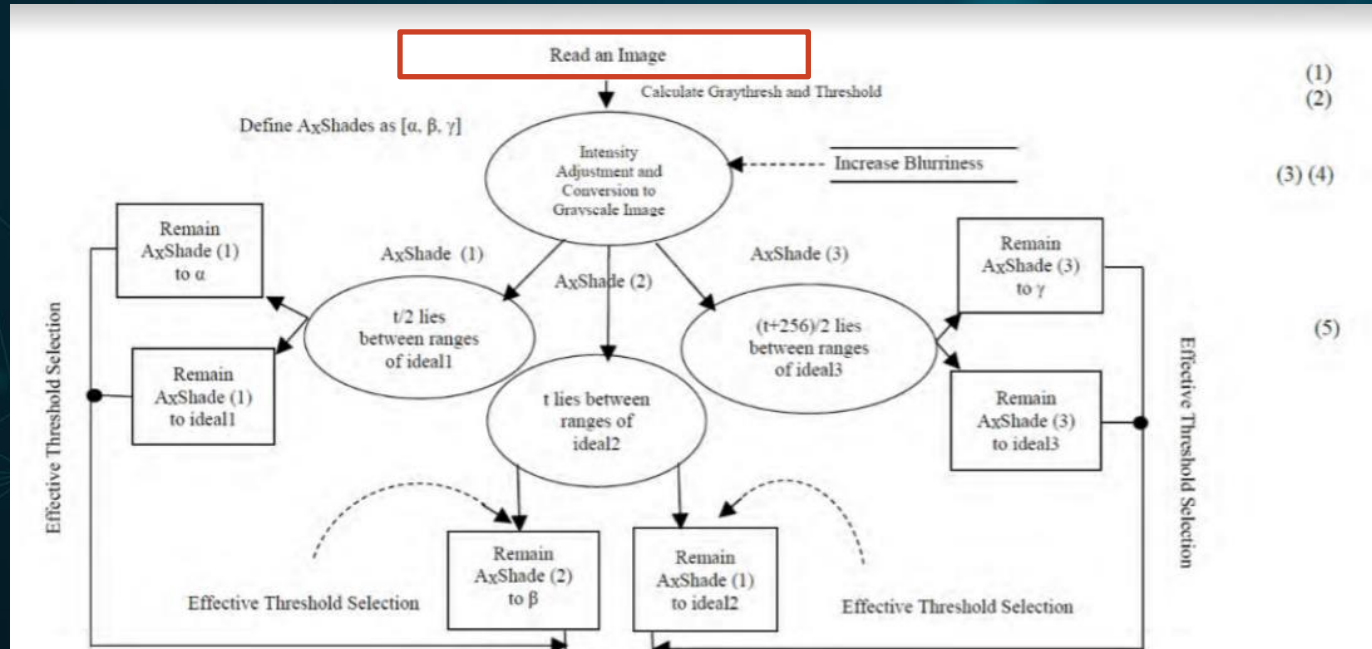 Read an Image
(1)
Calculate Graythresh and Threshold
(2)
Define AxShades as [α, β, γ]
Intensity
Adjustment and
Conversion to
Grayscale Image
Increase Blurriness
(3) (4)
Remain
AxShade (1)
to α
AxShade (1)
AxShade (2)
AxShade (3)
Remain
AxShade (3)
to γ
t/2 lies
between ranges
of ideal1
(t+256)/2 lies
between ranges
of ideal3
(5)
Effective Threshold Selection
Remain
AxShade (1)
to ideal1
t lies between
ranges of
ideal2
Remain
AxShade (3)
to ideal3
Effective Threshold Selection
Remain
AxShade (2)
to β
Remain
AxShade (1)
to ideal2
Effective Threshold Selection
Effective Threshold Selection